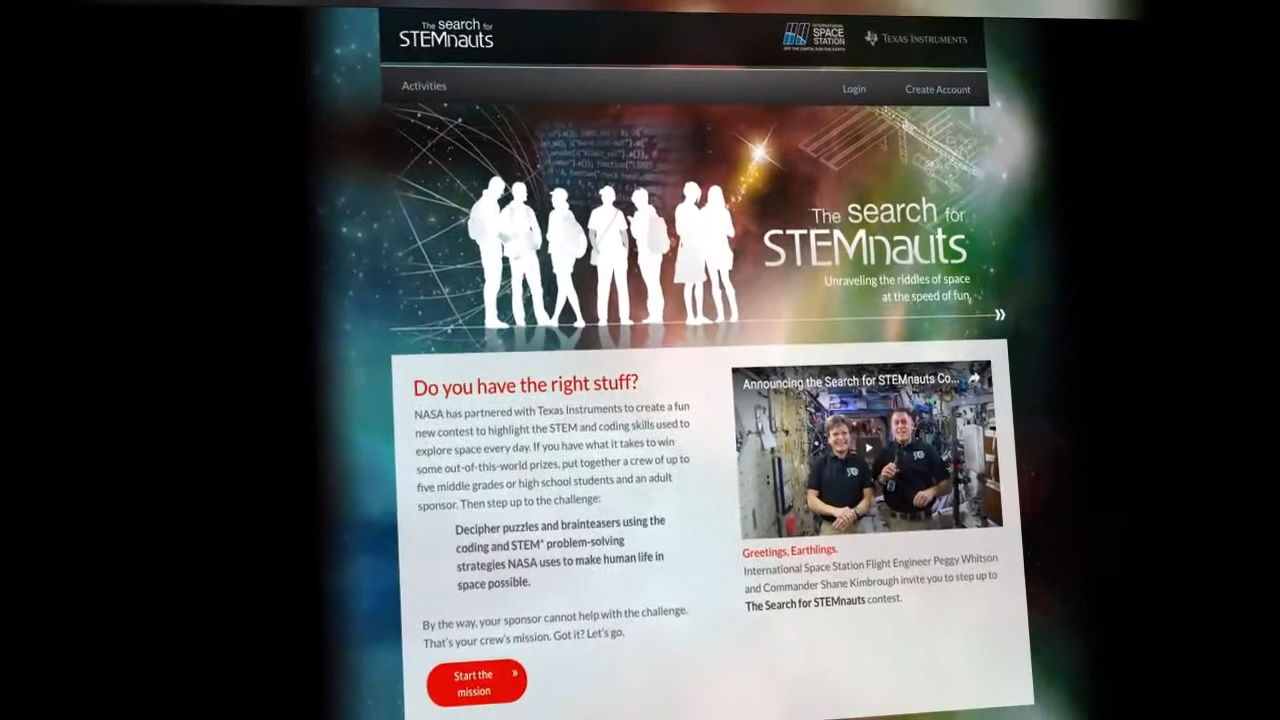 The search for
STEMnauts
INTERNATIONAL
SPACE
STATION
OFF THE EARTH, FOR THE EARTH
TEXAS INSTRUMENTS
Activities
Login
Create Account
The search for
STEMnauts
Unraveling the riddles of space
at the speed of fun.
»
Do you have the right stuff?
NASA has partnered with Texas Instruments to create a fun
new contest to highlight the STEM and coding skills used to
explore space every day. If you have what it takes to win
some out-of-this-world prizes, put together a crew of up to
five middle grades or high school students and an adult
sponsor. Then step up to the challenge:
Decipher puzzles and brainteasers using the
coding and STEM* problem-solving
strategies NASA uses to make human life in
space possible.
By the way, your sponsor cannot help with the challenge.
That's your crew's mission. Got it? Let's go.
Start the »
mission
Announcing the Search for STEMnauts Co...
Greetings, Earthlings.
International Space Station Flight Engineer Peggy Whitson
and Commander Shane Kimbrough invite you to step up to
The Search for STEMnauts contest.